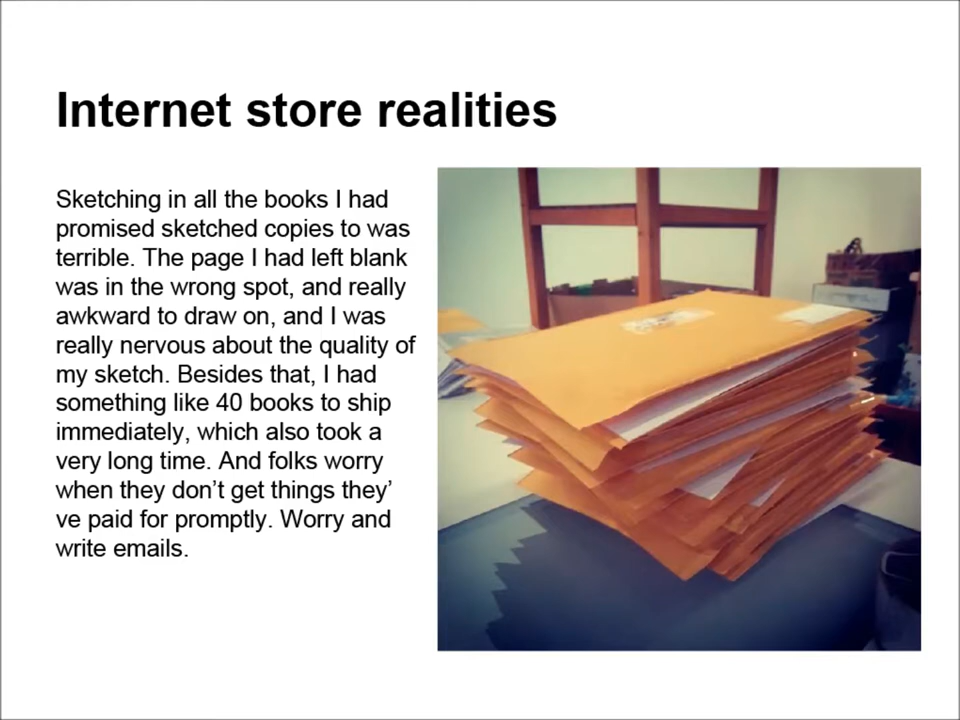 Internet store realities
Sketching in all the books I had
promised sketched copies to was
terrible. The page I had left blank
was in the wrong spot, and really
awkward to draw on, and I was
really nervous about the quality of
my sketch. Besides that, I had
something like 40 books to ship
immediately, which also took a
very long time. And folks worry
when they don’t get things they’
ve paid for promptly. Worry and
write emails.